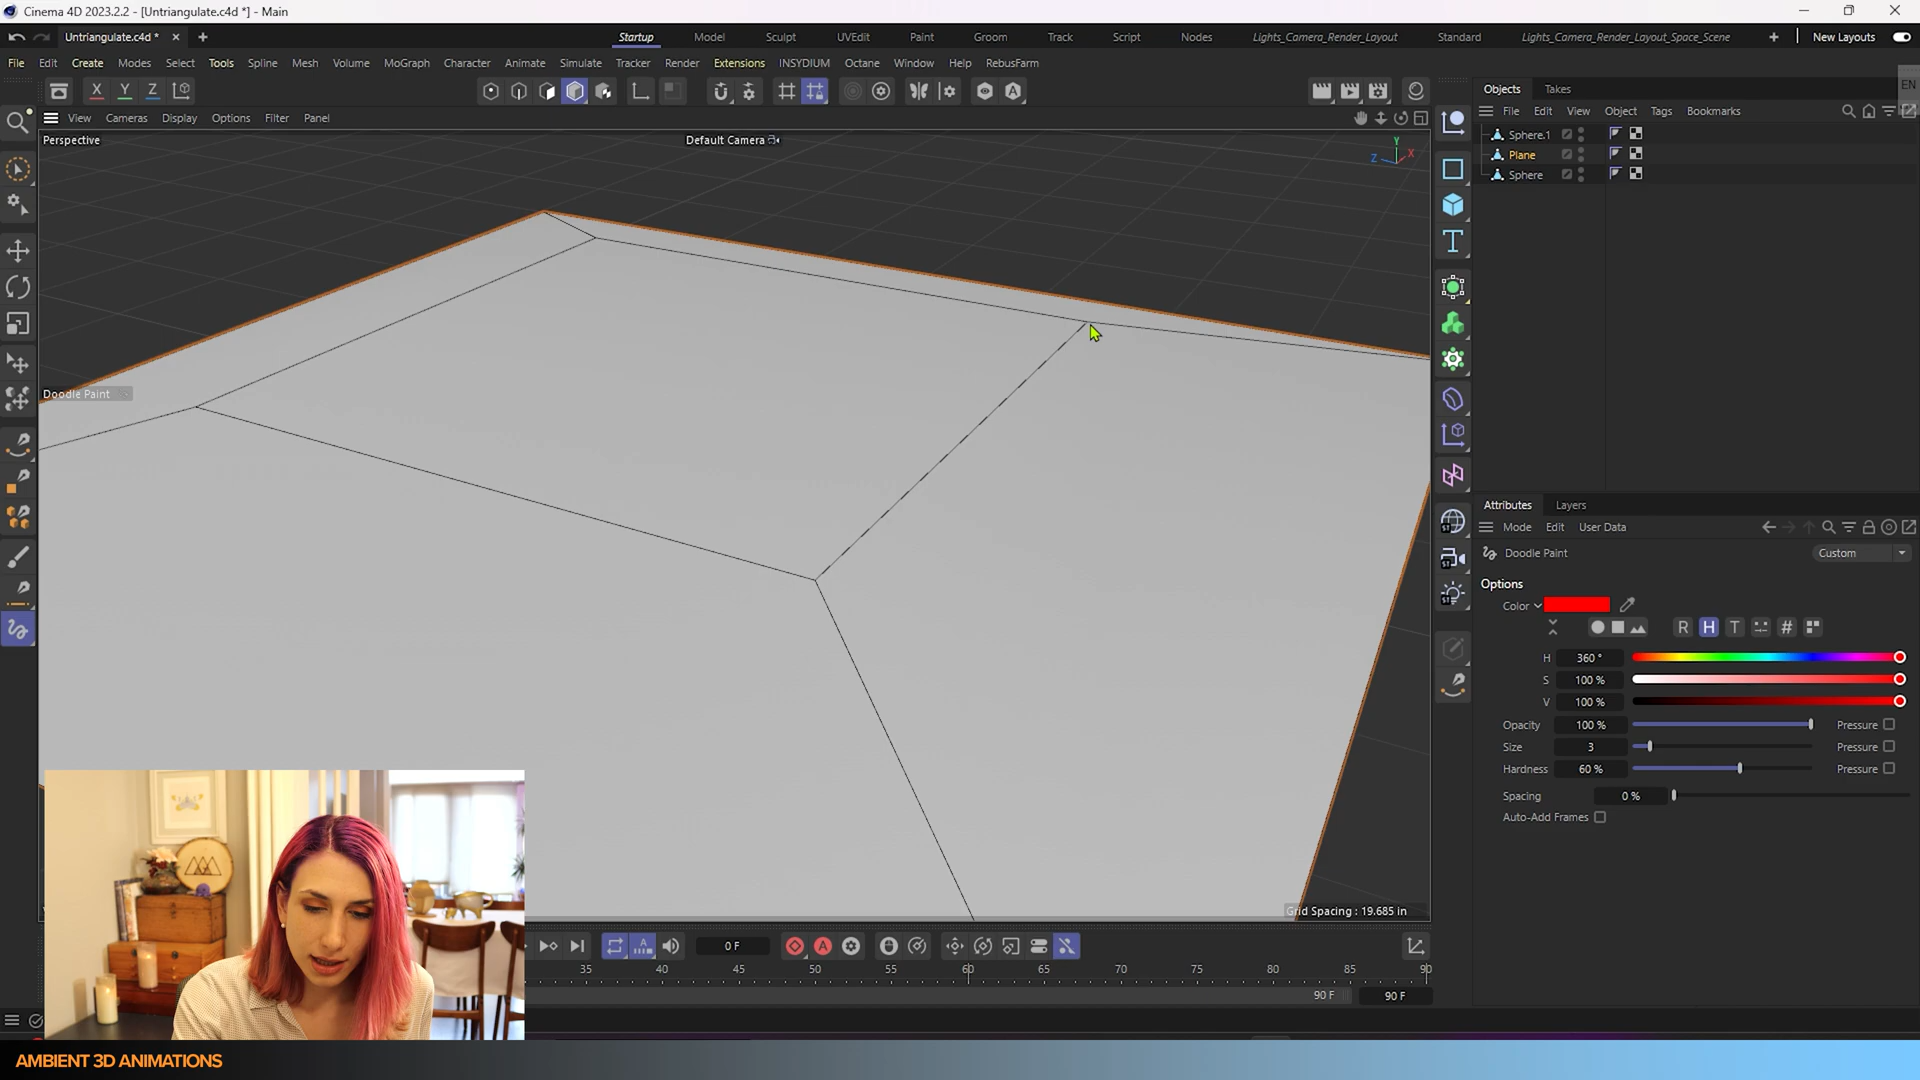 Cinema 4D 2023.2.2 - [Untriangulate.c4d *] - Main
Untriangulate.c4d *
Startup Model Sculpt UVEdit Paint Groom Track Script Nodes Lights_Camera_Render_Layout Standard Lights_Camera_Render_Layout_Space_Scene New Layouts
File Edit Create Modes Select Tools Spline Mesh Volume MoGraph Character Animate Simulate Tracker Render Extensions INSYDIUM Octane Window Help RebusFarm
X Y Z
Objects Takes
EN
View Cameras Display Options Filter Panel
File Edit View Object Tags Bookmarks
Perspective
Default Camera
Y
Z X
Sphere.1
Plane
Sphere
Doodle Paint
Attributes Layers
Mode Edit User Data
Doodle Paint
Custom
Options
Color
R H T #
H 360 °
S 100 %
V 100 %
Opacity 100 % Pressure
Size 3 Pressure
Hardness 60 % Pressure
Spacing 0 %
Auto-Add Frames
Grid Spacing : 19.685 in
0 F
35 40 45 50 55 60 65 70 75 80 85 90
90 F 90 F
AMBIENT 3D ANIMATIONS